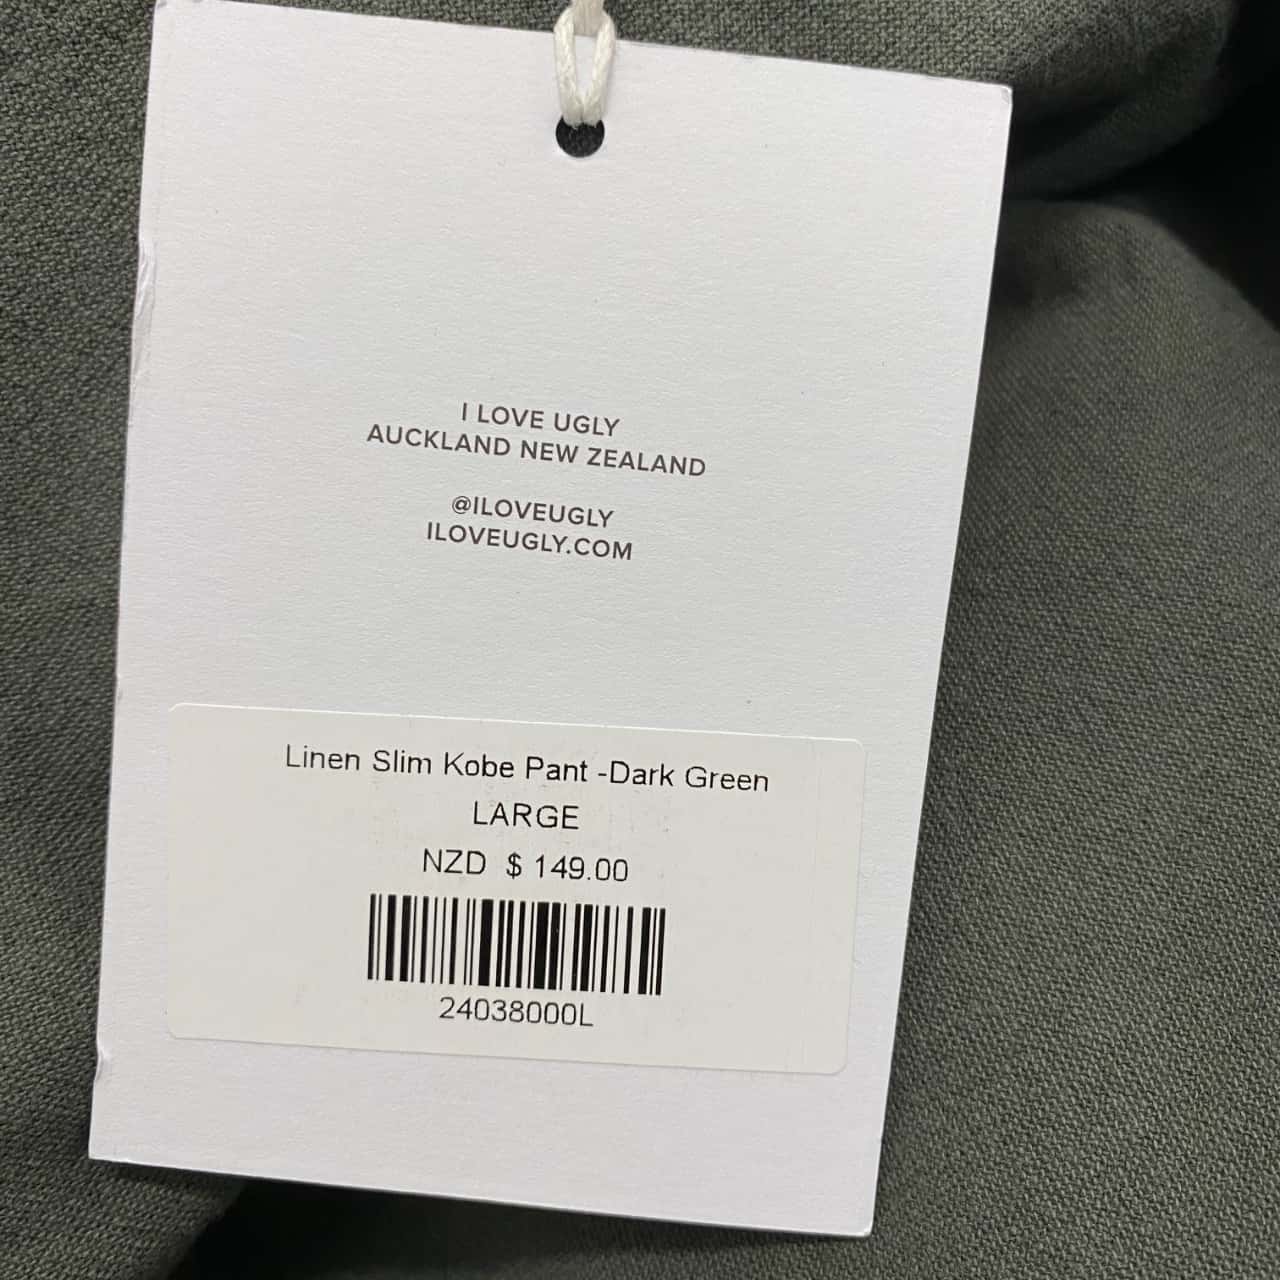 I LOVE UGLY
AUCKLAND NEW ZEALAND
@ILOVEUGLY
ILOVEUGLY.COM
Linen Slim Kobe Pant -Dark Green
LARGE
NZD $ 149.00
24038000L